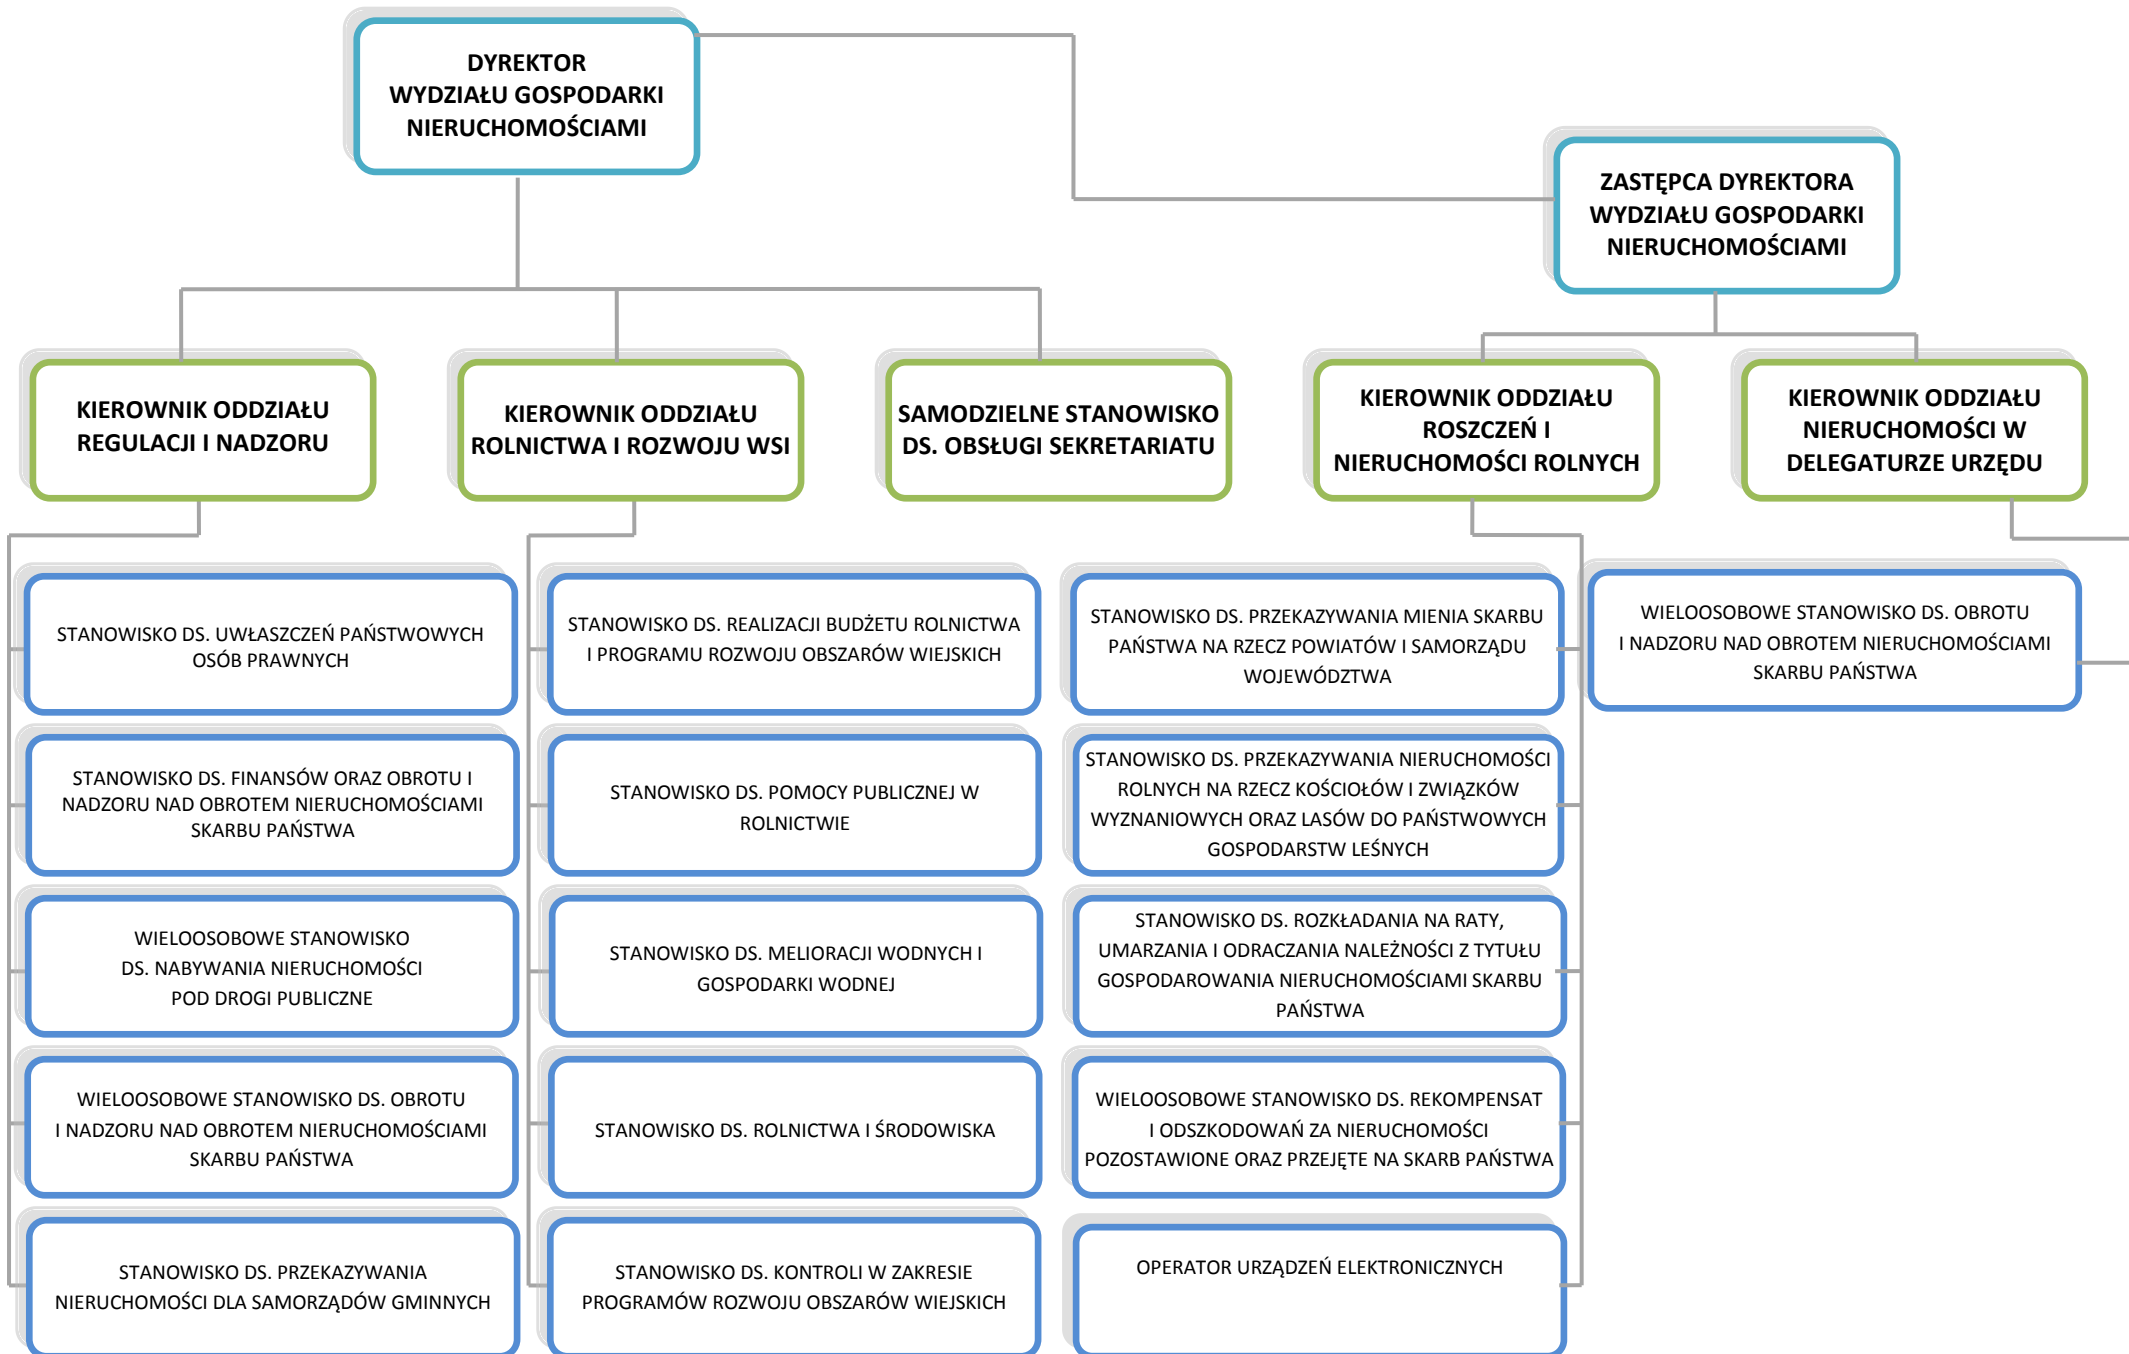 DYREKTOR
WYDZIAŁU GOSPODARKI
NIERUCHOMOŚCIAMI
ZASTĘPCA DYREKTORA
WYDZIAŁU GOSPODARKI
NIERUCHOMOŚCIAMI
KIEROWNIK ODDZIAŁU
REGULACJI I NADZORU
KIEROWNIK ODDZIAŁU
ROLNICTWA I ROZWOJU WSI
SAMODZIELNE STANOWISKO
DS. OBSŁUGI SEKRETARIATU
KIEROWNIK ODDZIAŁU
ROSZCZEŃ I
NIERUCHOMOŚCI ROLNYCH
KIEROWNIK ODDZIAŁU
NIERUCHOMOŚCI W
DELEGATURZE URZĘDU
STANOWISKO DS. UWŁASZCZEŃ PAŃSTWOWYCH
OSÓB PRAWNYCH
STANOWISKO DS. REALIZACJI BUDŻETU ROLNICTWA
I PROGRAMU ROZWOJU OBSZARÓW WIEJSKICH
STANOWISKO DS. PRZEKAZYWANIA MIENIA SKARBU
PAŃSTWA NA RZECZ POWIATÓW I SAMORZĄDU
WOJEWÓDZTWA
WIELOOSOBOWE STANOWISKO DS. OBROTU
I NADZORU NAD OBROTEM NIERUCHOMOŚCIAMI
SKARBU PAŃSTWA
STANOWISKO DS. FINANSÓW ORAZ OBROTU I
NADZORU NAD OBROTEM NIERUCHOMOŚCIAMI
SKARBU PAŃSTWA
STANOWISKO DS. POMOCY PUBLICZNEJ W
ROLNICTWIE
STANOWISKO DS. PRZEKAZYWANIA NIERUCHOMOŚCI
ROLNYCH NA RZECZ KOŚCIOŁÓW I ZWIĄZKÓW
WYZNANIOWYCH ORAZ LASÓW DO PAŃSTWOWYCH
GOSPODARSTW LEŚNYCH
WIELOOSOBOWE STANOWISKO
DS. NABYWANIA NIERUCHOMOŚCI
POD DROGI PUBLICZNE
STANOWISKO DS. MELIORACJI WODNYCH I
GOSPODARKI WODNEJ
STANOWISKO DS. ROZKŁADANIA NA RATY,
UMARZANIA I ODRACZANIA NALEŻNOŚCI Z TYTUŁU
GOSPODAROWANIA NIERUCHOMOŚCIAMI SKARBU
PAŃSTWA
WIELOOSOBOWE STANOWISKO DS. OBROTU
I NADZORU NAD OBROTEM NIERUCHOMOŚCIAMI
SKARBU PAŃSTWA
STANOWISKO DS. ROLNICTWA I ŚRODOWISKA
WIELOOSOBOWE STANOWISKO DS. REKOMPENSAT
I ODSZKODOWAŃ ZA NIERUCHOMOŚCI
POZOSTAWIONE ORAZ PRZEJĘTE NA SKARB PAŃSTWA
STANOWISKO DS. PRZEKAZYWANIA
NIERUCHOMOŚCI DLA SAMORZĄDÓW GMINNYCH
STANOWISKO DS. KONTROLI W ZAKRESIE
PROGRAMÓW ROZWOJU OBSZARÓW WIEJSKICH
OPERATOR URZĄDZEŃ ELEKTRONICZNYCH